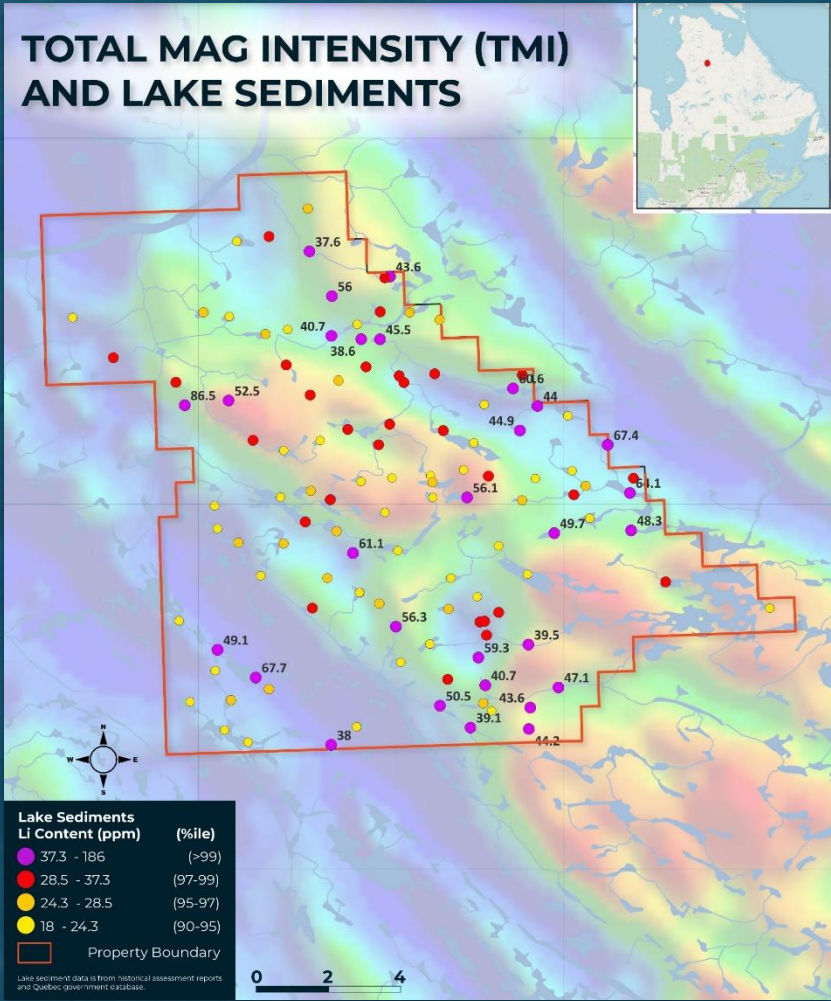 TOTAL MAG INTENSITY (TMI)
AND LAKE SEDIMENTS
37.6
43.6
56
40.7
45.5
38.6
60.6
86.5
52.5
44
44.9
67.4
56.1
64.1
49.7
48.3
61.1
56.3
39.5
49.1
59.3
67.7
40.7
47.1
50.5
43.6
39.1
38
44.2
N
W
E
S
Lake Sediments
Li Content (ppm) (%ile)
37.3 - 186 (>99)
28.5 - 37.3 (97-99)
24.3 - 28.5 (95-97)
18 - 24.3 (90-95)
Property Boundary
Lake sediment data is from historical assessment reports
and Quebec government database.
0 2 4